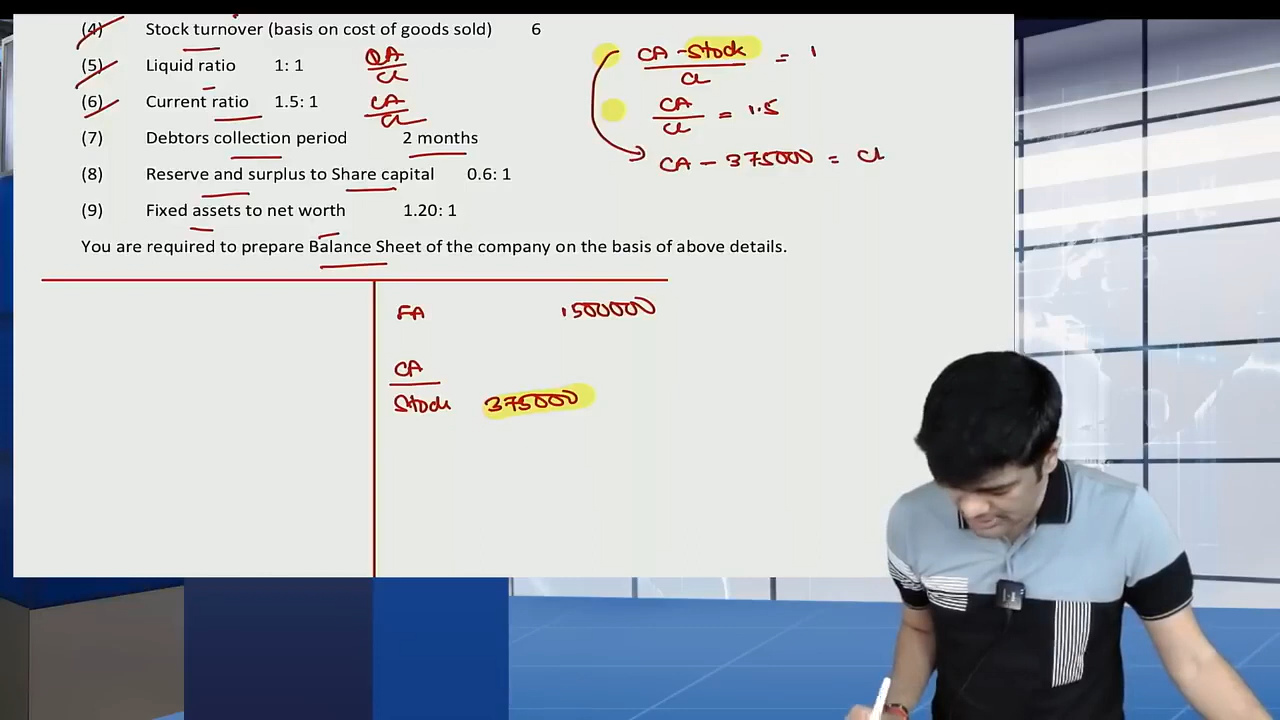 (4) Stock turnover (basis on cost of goods sold) 6
(5) Liquid ratio 1: 1 QA/CL
(6) Current ratio 1.5: 1 CA/CL
(7) Debtors collection period 2 months
(8) Reserve and surplus to Share capital 0.6: 1
(9) Fixed assets to net worth 1.20: 1
You are required to prepare Balance Sheet of the company on the basis of above details.
CA - Stock
CL
= 1
CA
CL
= 1.5
CA - 375000 = CL
FA 1500000
CA
Stock 375000